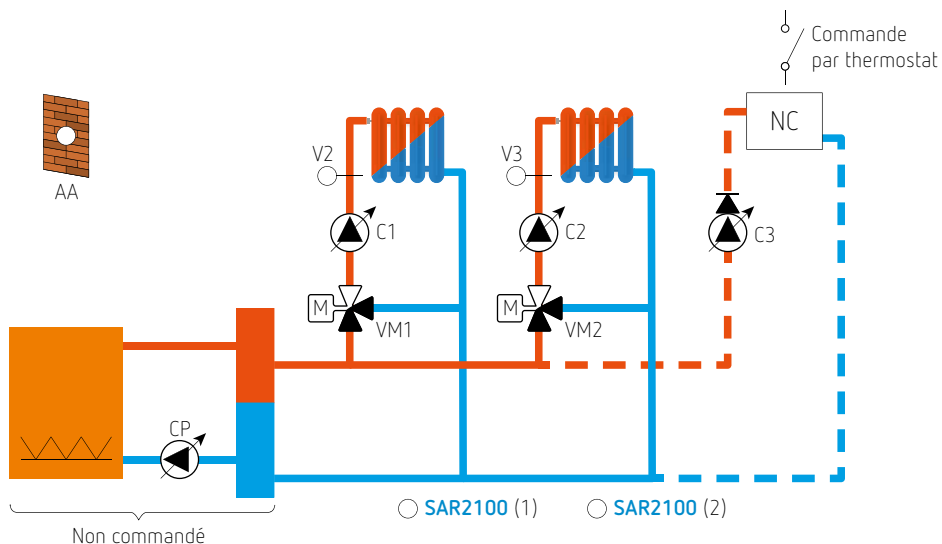 Commande
par thermostat
NC
AA
V2
V3
C1
C2
C3
M
M
VM1
VM2
CP
SAR2100 (1)
SAR2100 (2)
Non commandé